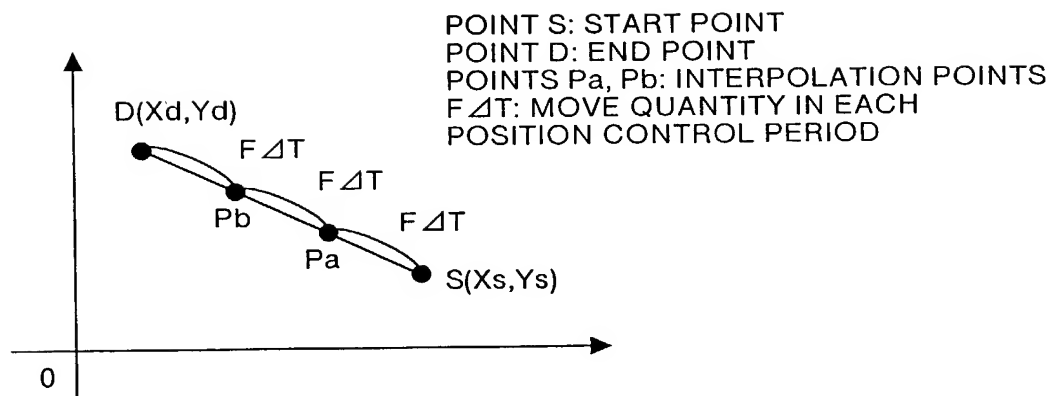 POINT S: START POINT
POINT D: END POINT
POINTS Pa, Pb: INTERPOLATION POINTS
F⊿T: MOVE QUANTITY IN EACH
POSITION CONTROL PERIOD
D(Xd,Yd)
F⊿T
F⊿T
Pb
F⊿T
Pa
S(Xs,Ys)
0